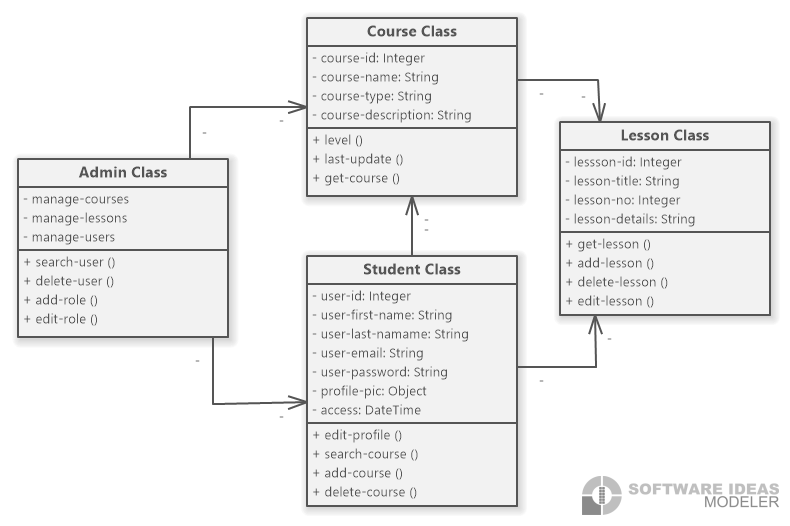 Course Class
- course-id: Integer
- course-name: String
- course-type: String
- course-description: String
+ level ()
+ last-update ()
+ get-course ()
Lesson Class
- lessson-id: Integer
- lesson-title: String
- lesson-no: Integer
- lesson-details: String
+ get-lesson ()
+ add-lesson ()
+ delete-lesson ()
+ edit-lesson ()
Admin Class
- manage-courses
- manage-lessons
- manage-users
+ search-user ()
+ delete-user ()
+ add-role ()
+ edit-role ()
Student Class
- user-id: Integer
- user-first-name: String
- user-last-namame: String
- user-email: String
- user-password: String
- profile-pic: Object
- access: DateTime
+ edit-profile ()
+ search-course ()
+ add-course ()
+ delete-course ()
SOFTWARE IDEAS
MODELER